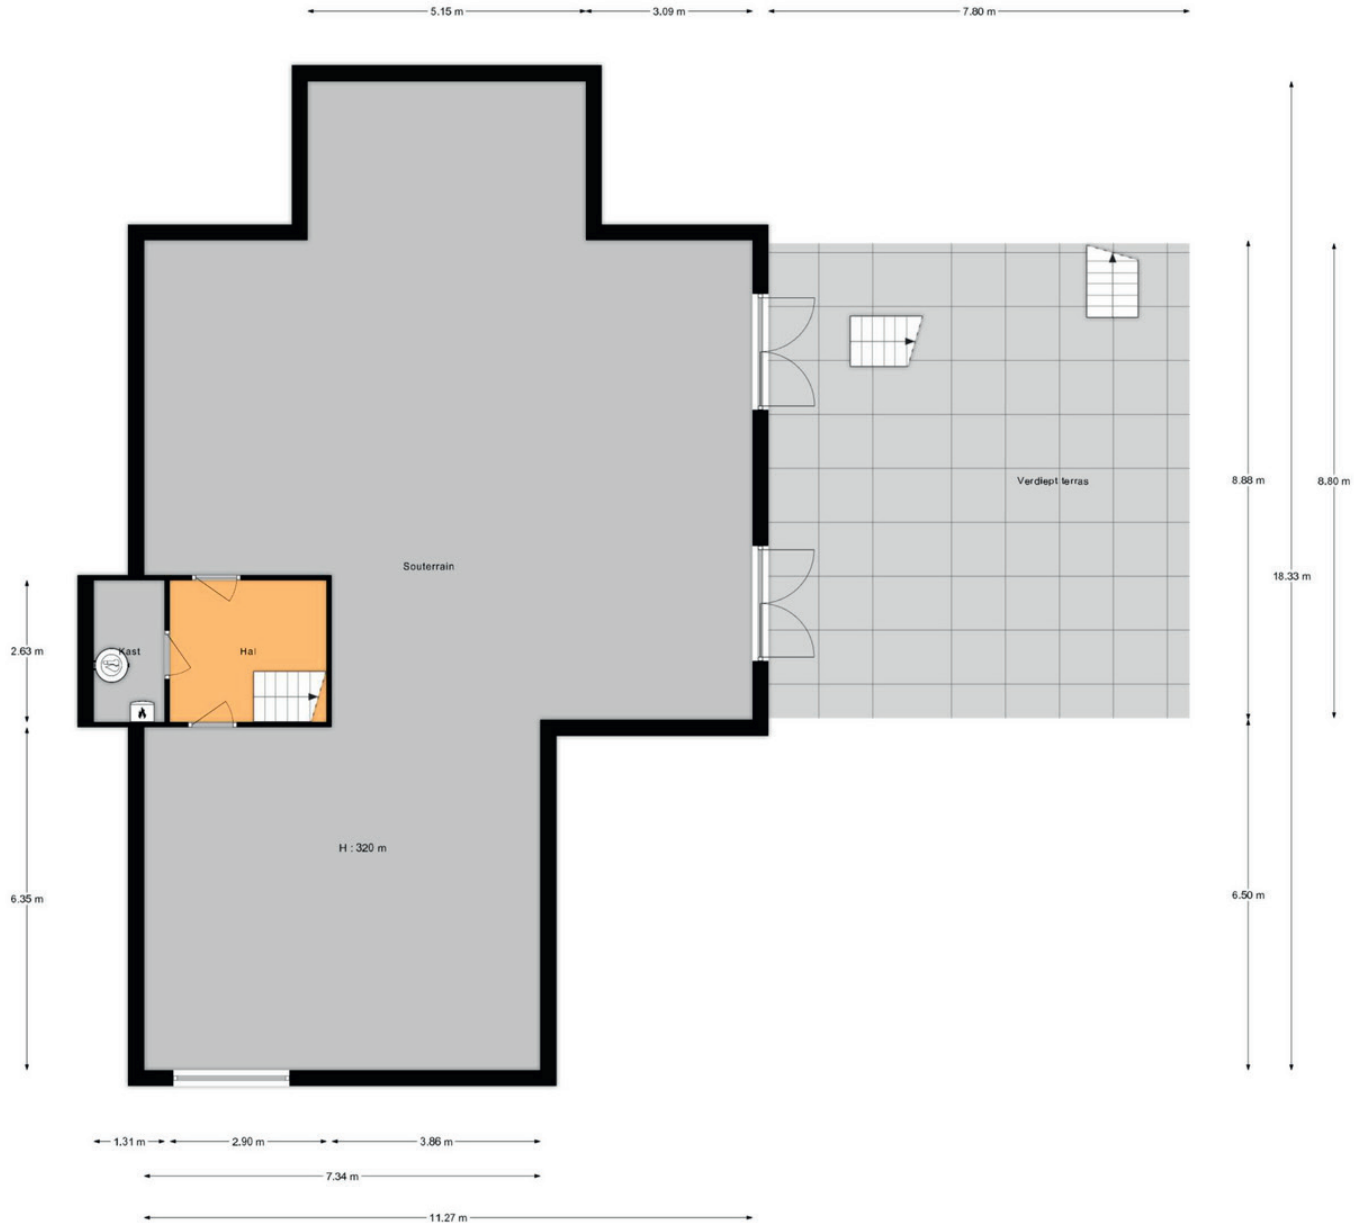 5.15 m
3.09 m
7.80 m
8.88 m
8.80 m
Verdiept terras
Souterrain
18.33 m
2.63 m
Kast
Hal
H : 320 m
6.35 m
6.50 m
1.31 m
2.90 m
3.86 m
7.34 m
11.27 m